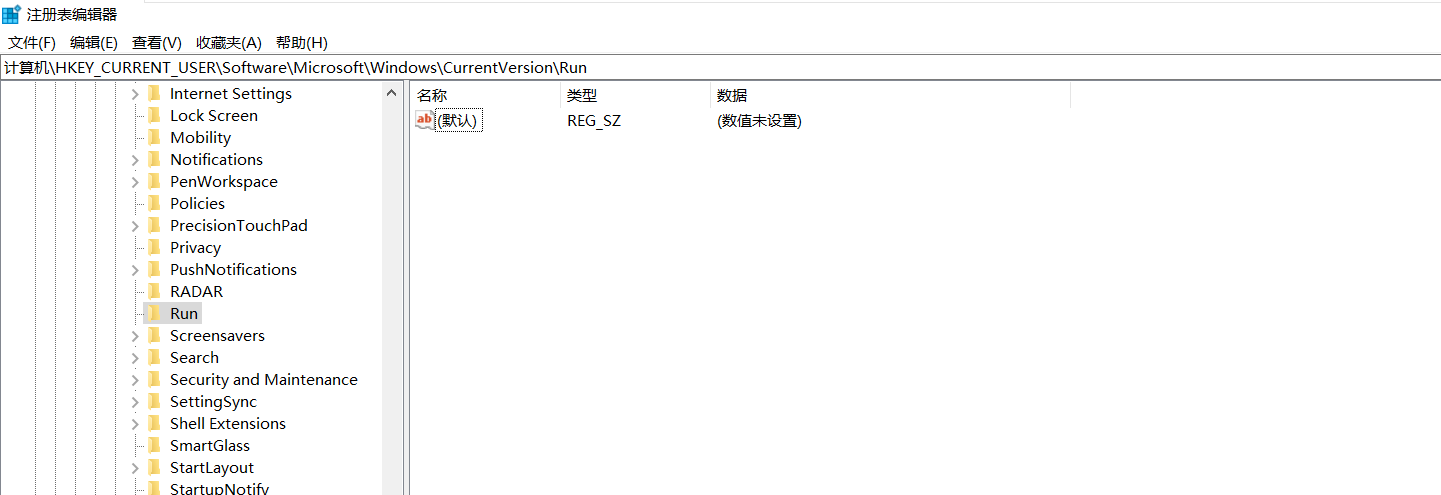 注册表编辑器
文件(F) 编辑(E) 查看(V) 收藏夹(A) 帮助(H)
计算机\HKEY_CURRENT_USER\Software\Microsoft\Windows\CurrentVersion\Run
Internet Settings
Lock Screen
Mobility
Notifications
PenWorkspace
Policies
PrecisionTouchPad
Privacy
PushNotifications
RADAR
Run
Screensavers
Search
Security and Maintenance
SettingSync
Shell Extensions
SmartGlass
StartLayout
StartupNotify
名称 类型 数据
ab (默认) REG_SZ (数值未设置)